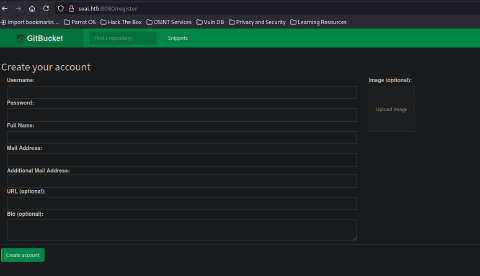 seal.htb:8080/register
Import bookmarks... Parrot OS Hack The Box OSINT Services Vuln DB Privacy and Security Learning Resources
GitBucket Find a repository Snippets
Create your account
Username: Image (optional):
Password:
Upload Image
Full Name:
Mail Address:
Additional Mail Address:
URL (optional):
Bio (optional):
Create account